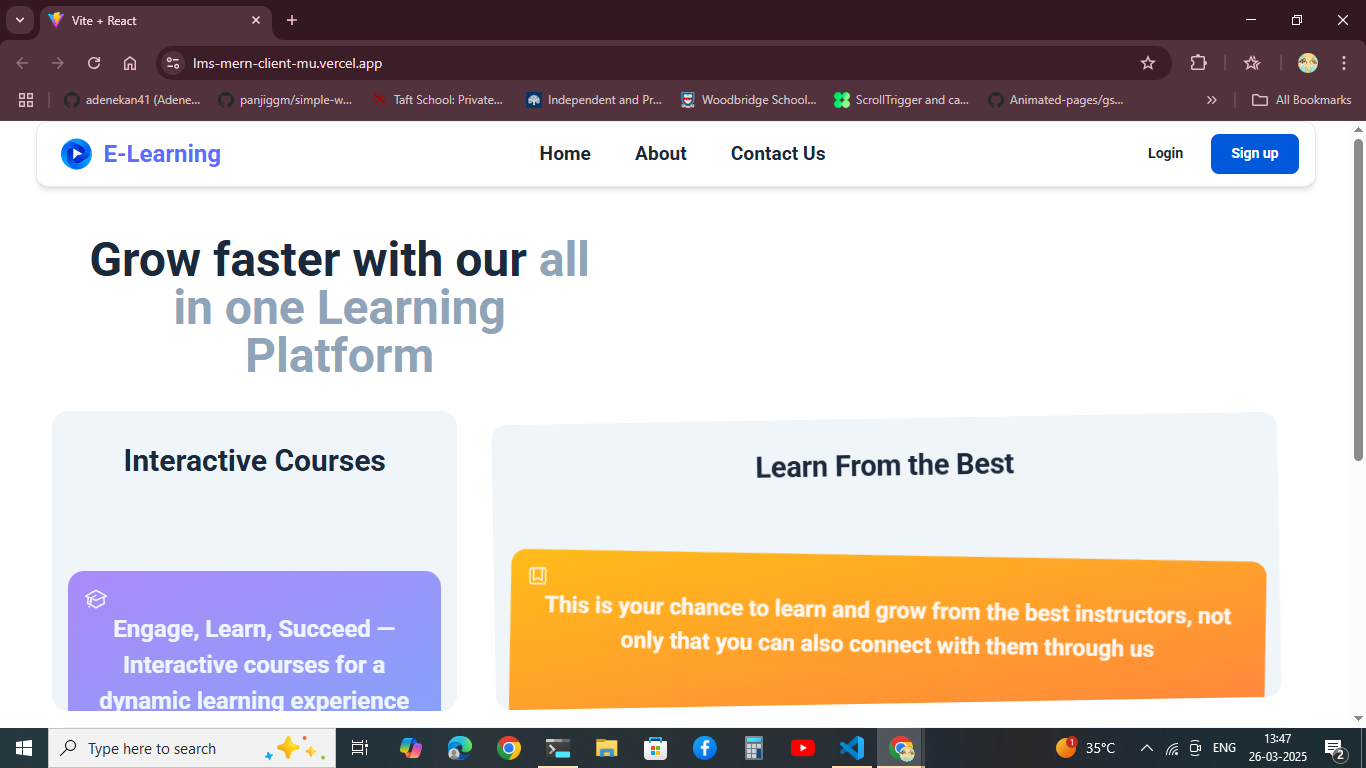 Vite + React
lms-mern-client-mu.vercel.app
adenekan41 (Adene...
panjiggm/simple-w...
Taft School: Private...
Independent and Pr...
Woodbridge School...
ScrollTrigger and ca...
Animated-pages/gs...
All Bookmarks
E-Learning
Home
About
Contact Us
Login
Sign up
Grow faster with our all
in one Learning
Platform
Interactive Courses
Engage, Learn, Succeed —
Interactive courses for a
dynamic learning experience
Learn From the Best
This is your chance to learn and grow from the best instructors, not
only that you can also connect with them through us
Type here to search
1
35°C
ENG
13:47
26-03-2025
2